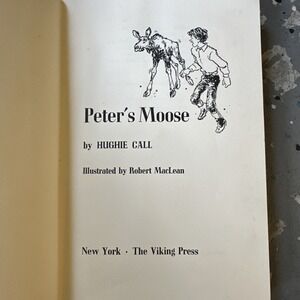 Peter's Moose
by HUGHIE CALL
Illustrated by Robert MacLean
New York · The Viking Press